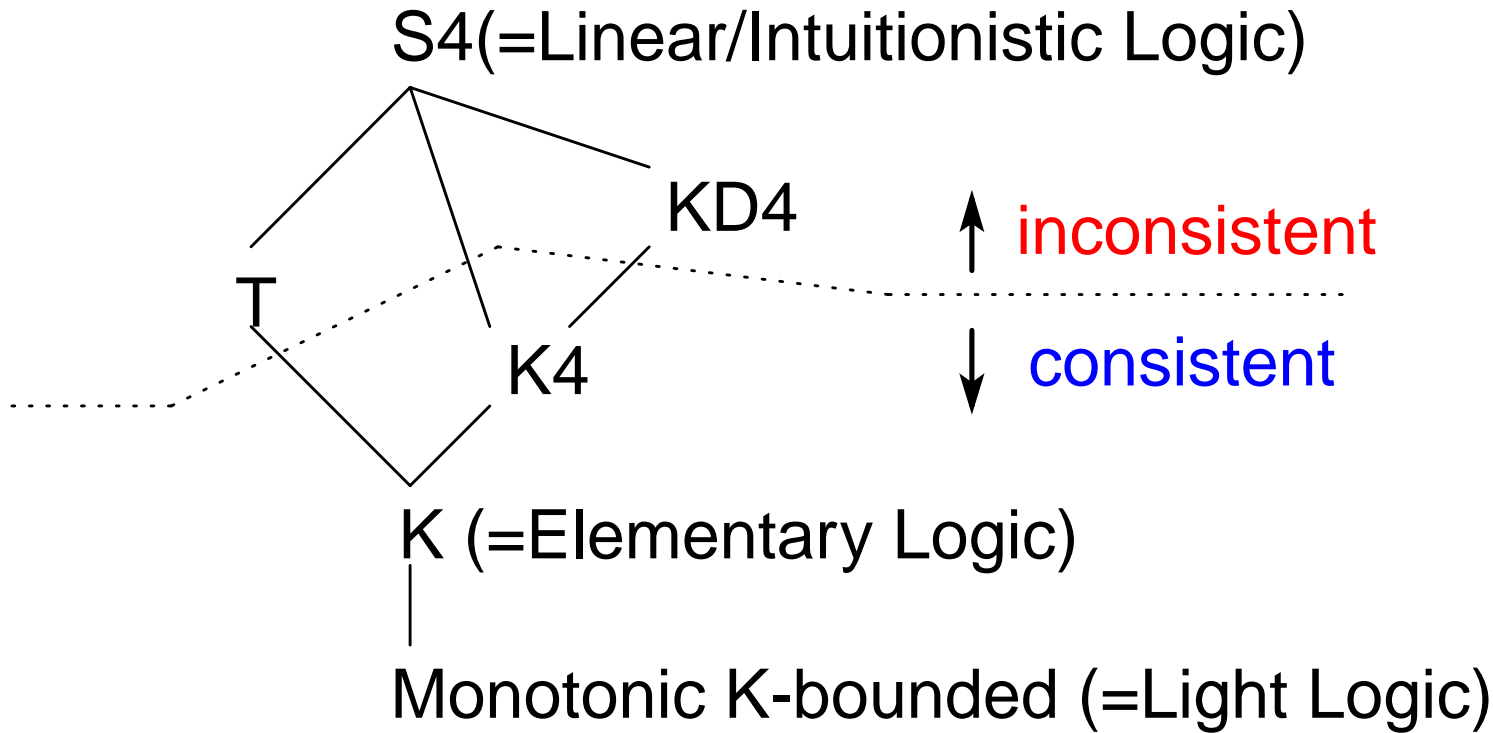 S4(=Linear/Intuitionistic Logic)
KD4
inconsistent
T
K4
consistent
K (=Elementary Logic)
Monotonic K-bounded (=Light Logic)